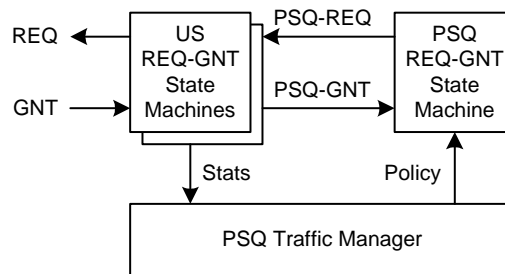 REQ
GNT
US
REQ-GNT
State
Machines
PSQ-REQ
PSQ-GNT
PSQ
REQ-GNT
State
Machine
Stats
Policy
PSQ Traffic Manager